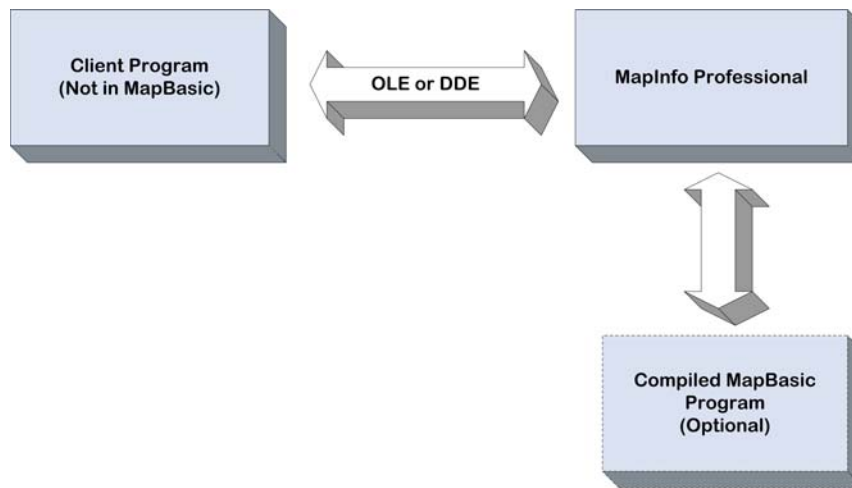 Client Program
(Not in MapBasic)
OLE or DDE
MapInfo Professional
Compiled MapBasic
Program
(Optional)